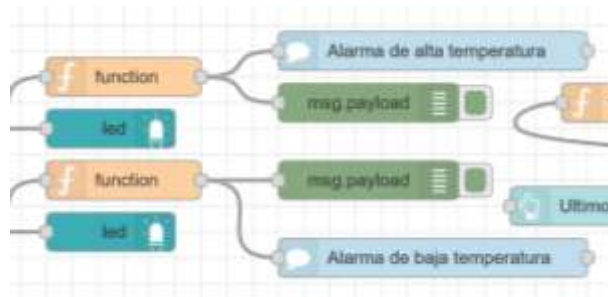 Alarma de alta temperatura
function
msg.payload
led
function
msg.payload
Ultimo
led
Alarma de baja temperatura